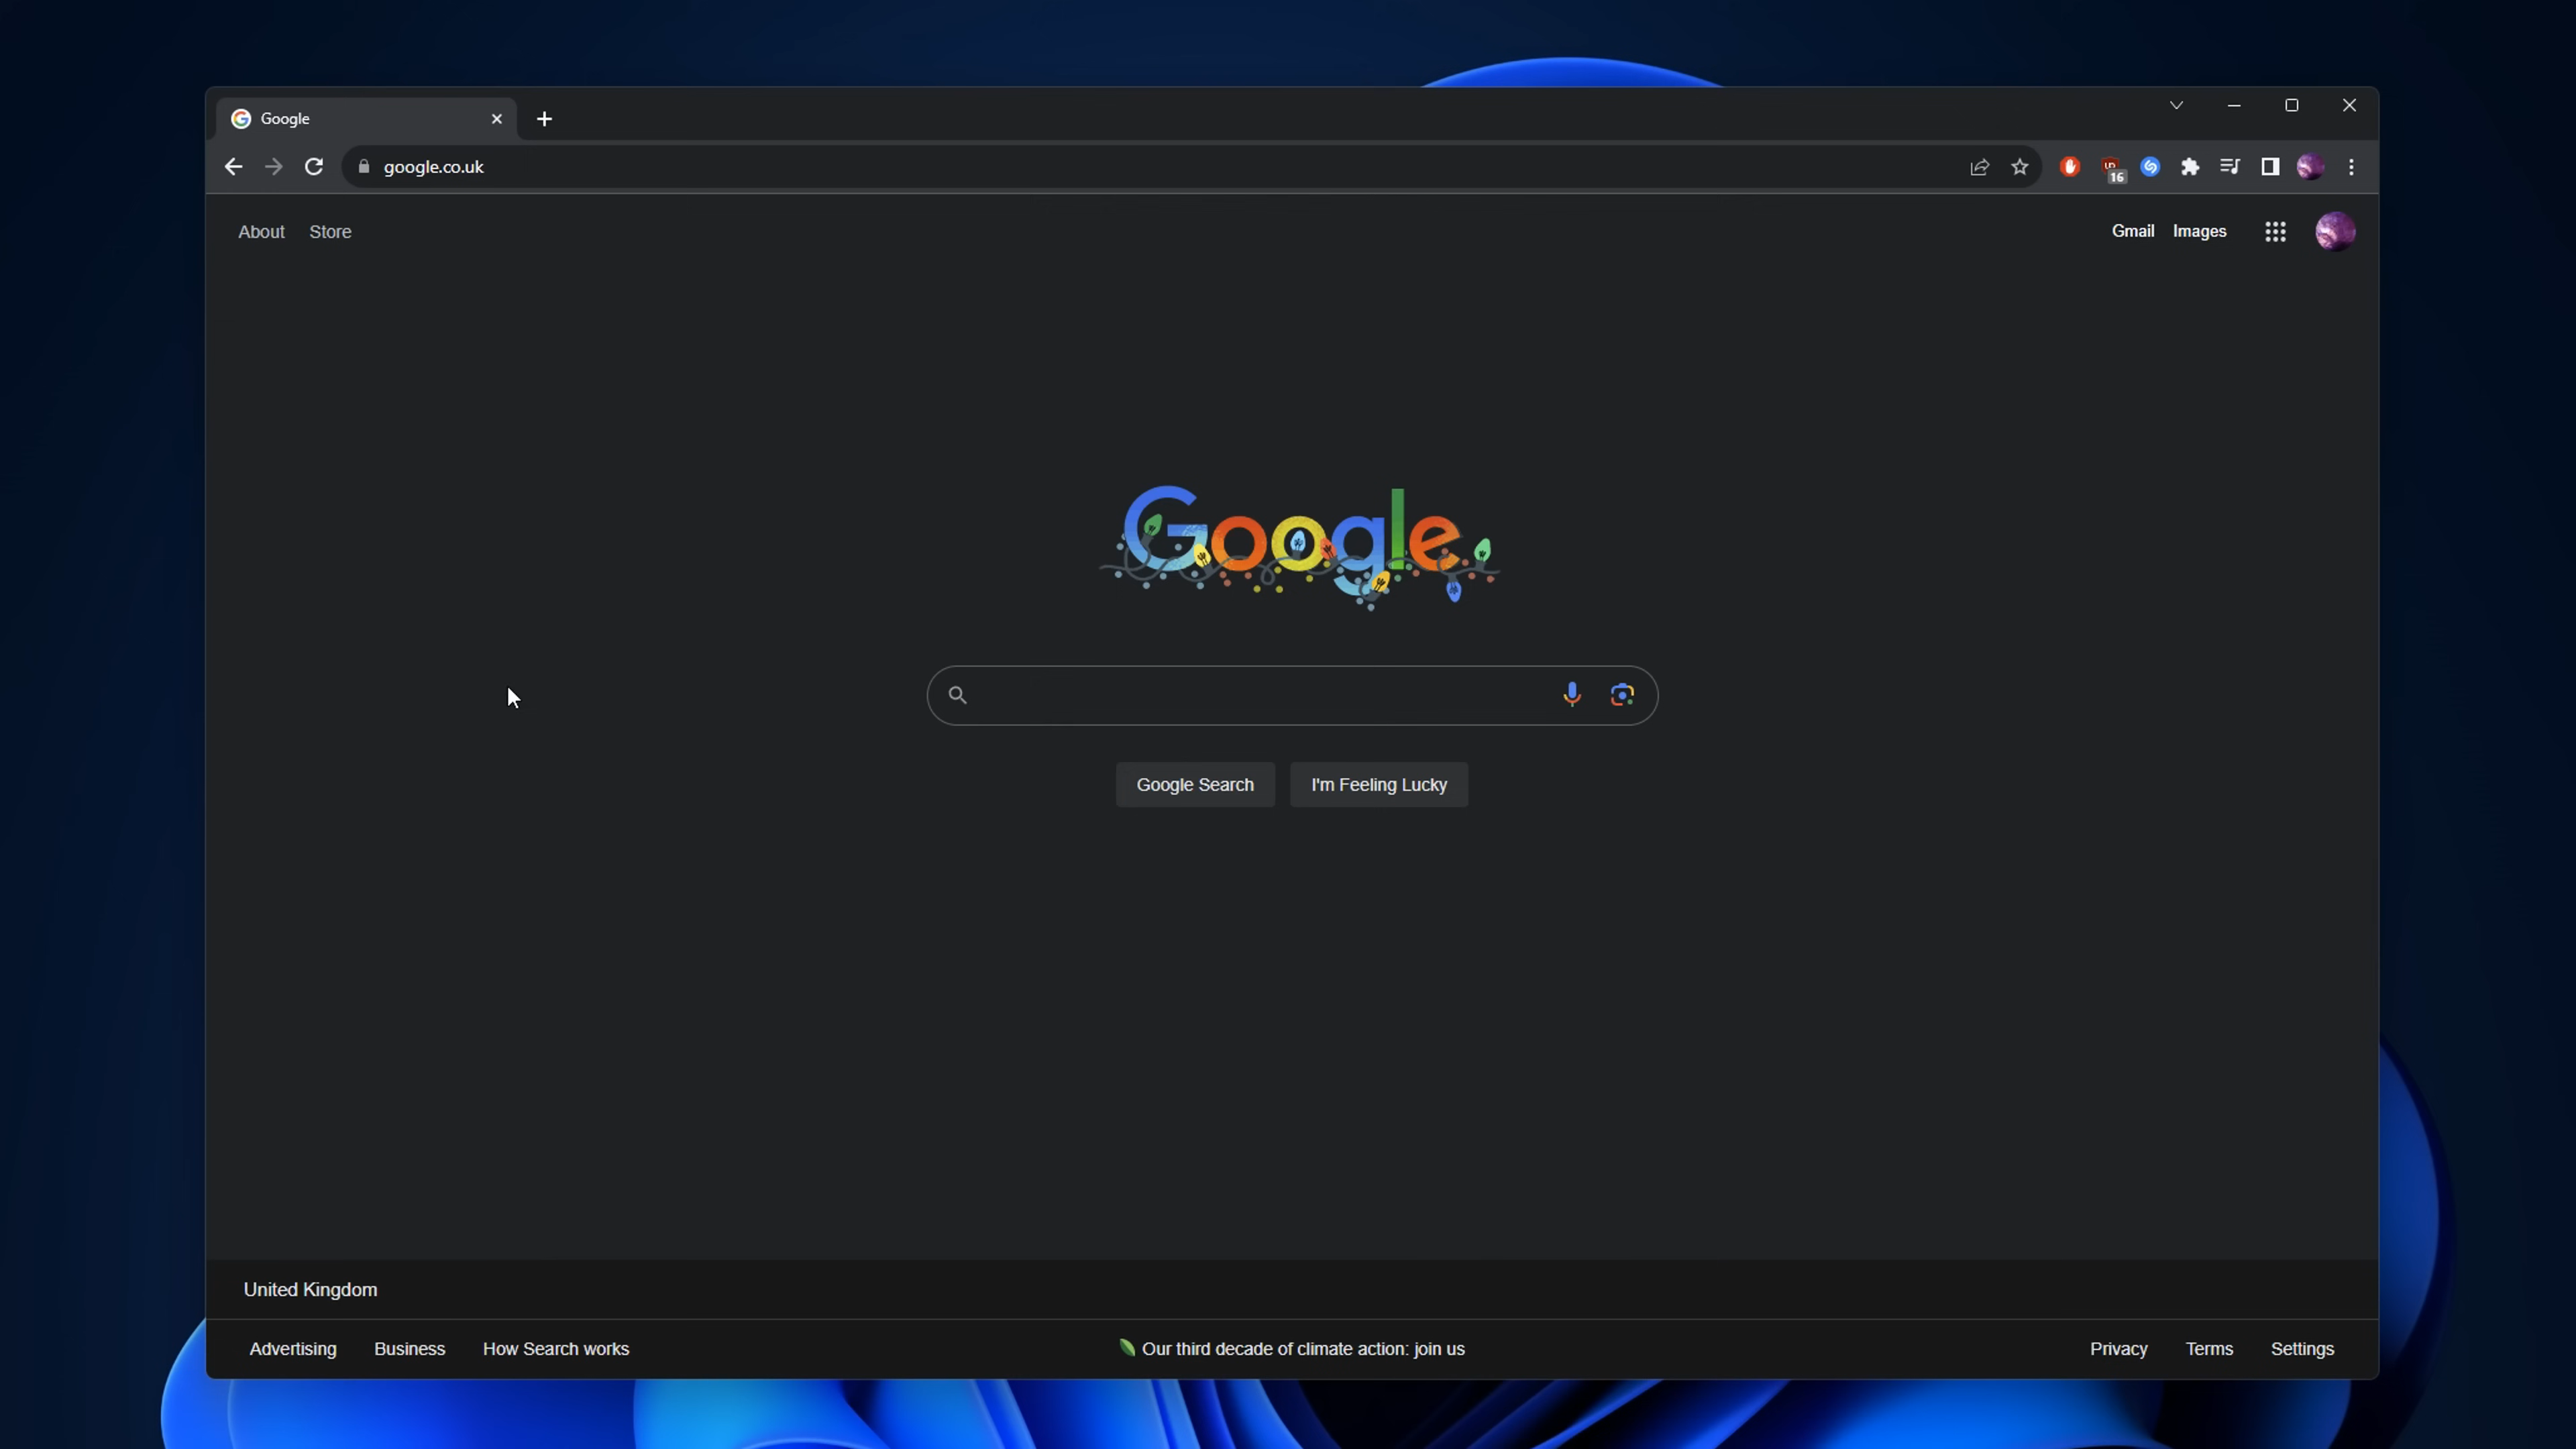 Google
google.co.uk
16
About Store
Gmail Images
Google
Google Search
I'm Feeling Lucky
United Kingdom
Advertising Business How Search works
Our third decade of climate action: join us
Privacy Terms Settings